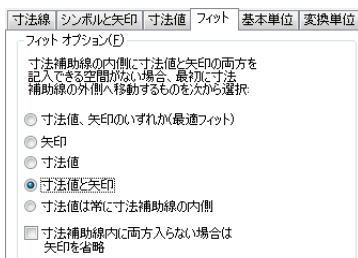 寸法線 シンボルと矢印 寸法値 フィット 基本単位 変換単位
フィット オプション(F)
寸法補助線の内側に寸法値と矢印の両方を
記入できる空間がない場合、最初に寸法
補助線の外側へ移動するものを次から選択:
寸法値、矢印のいずれか(最適フィット)
矢印
寸法値
寸法値と矢印
寸法値は常に寸法補助線の内側
寸法補助線内に両方入らない場合は
矢印を省略